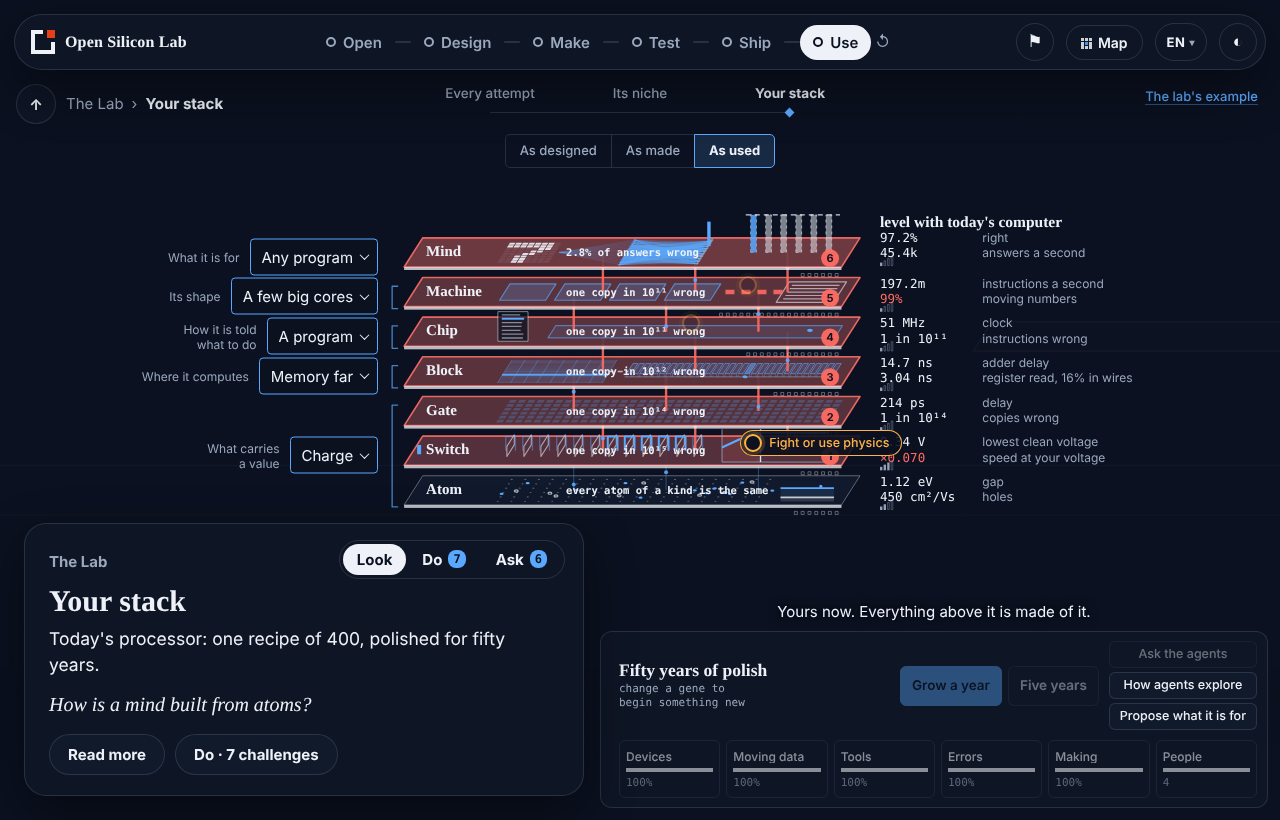 Open Silicon Lab
Open
Design
Make
Test
Ship
Use
Map
EN
The Lab › Your stack
Every attempt
Its niche
Your stack
The lab's example
As designed
As made
As used
level with today's computer
What it is for
Any program
Mind
2.8% of answers wrong
6
97.2% right
45.4k answers a second
Its shape
A few big cores
Machine
one copy in 10¹¹ wrong
5
197.2m instructions a second
99% moving numbers
How it is told
what to do
A program
Chip
one copy in 10¹¹ wrong
4
51 MHz clock
1 in 10¹¹ instructions wrong
Where it computes
Memory far
Block
one copy in 10¹² wrong
3
14.7 ns adder delay
3.04 ns register read, 16% in wires
Gate
one copy in 10¹⁴ wrong
2
214 ps delay
1 in 10¹⁴ copies wrong
What carries
a value
Charge
Switch
one copy in 10¹⁵ wrong
Fight or use physics
4 V lowest clean voltage
×0.070 speed at your voltage
Atom
every atom of a kind is the same
1.12 eV gap
450 cm²/Vs holes
The Lab
Look
Do 7
Ask 6
Your stack
Today's processor: one recipe of 400, polished for fifty
years.
How is a mind built from atoms?
Read more
Do · 7 challenges
Yours now. Everything above it is made of it.
Fifty years of polish
change a gene to
begin something new
Grow a year
Five years
Ask the agents
How agents explore
Propose what it is for
Devices
100%
Moving data
100%
Tools
100%
Errors
100%
Making
100%
People
4